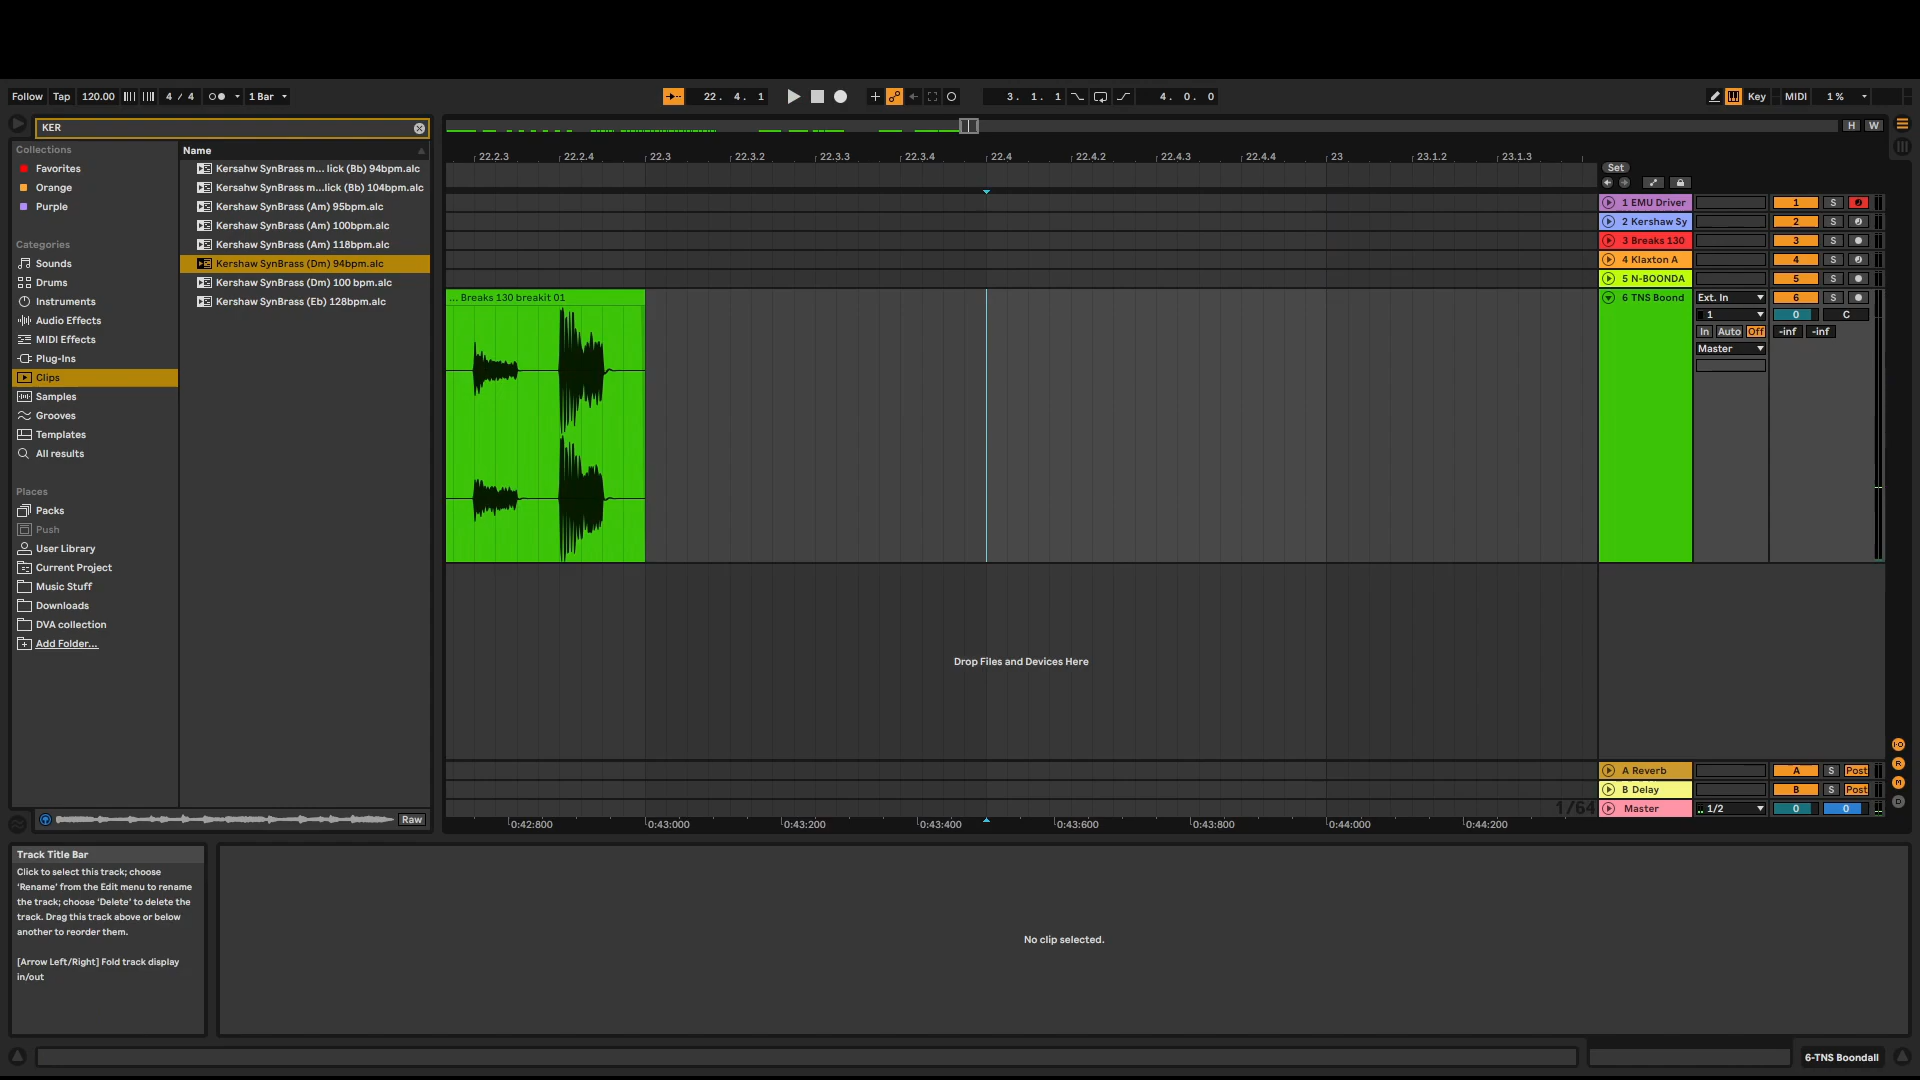 Follow Tap 120.00 4 / 4 1 Bar 22. 4. 1 3. 1. 1 4. 0. 0 Key MIDI 1 %
KER
H W
Collections
Favorites
Orange
Purple
Categories
Sounds
Drums
Instruments
Audio Effects
MIDI Effects
Plug-Ins
Clips
Samples
Grooves
Templates
All results
Places
Packs
Push
User Library
Current Project
Music Stuff
Downloads
DVA collection
Add Folder...
Name
Kersahw SynBrass m... lick (Bb) 94bpm.alc
Kersahw SynBrass m...lick (Bb) 104bpm.alc
Kershaw SynBrass (Am) 95bpm.alc
Kershaw SynBrass (Am) 100bpm.alc
Kershaw SynBrass (Am) 118bpm.alc
Kershaw SynBrass (Dm) 94bpm.alc
Kershaw SynBrass (Dm) 100 bpm.alc
Kershaw SynBrass (Eb) 128bpm.alc
Raw
22.2.3 22.2.4 22.3 22.3.2 22.3.3 22.3.4 22.4 22.4.2 22.4.3 22.4.4 23 23.1.2 23.1.3
Set
... Breaks 130 breakit 01
1 EMU Driver 1 S
2 Kershaw Sy 2 S
3 Breaks 130 3 S
4 Klaxton A 4 S
5 N-BOONDA 5 S
6 TNS Boond Ext. In 6 S
1 0 C
In Auto Off -inf -inf
Master
Drop Files and Devices Here
A Reverb A S Post
B Delay B S Post
1/64 Master 1/2 0 0
I·O
R
M
D
0:42:800 0:43:000 0:43:200 0:43:400 0:43:600 0:43:800 0:44:000 0:44:200
Track Title Bar
Click to select this track; choose
'Rename' from the Edit menu to rename
the track; choose 'Delete' to delete the
track. Drag this track above or below
another to reorder them.
[Arrow Left/Right] Fold track display
in/out
No clip selected.
6-TNS Boondall